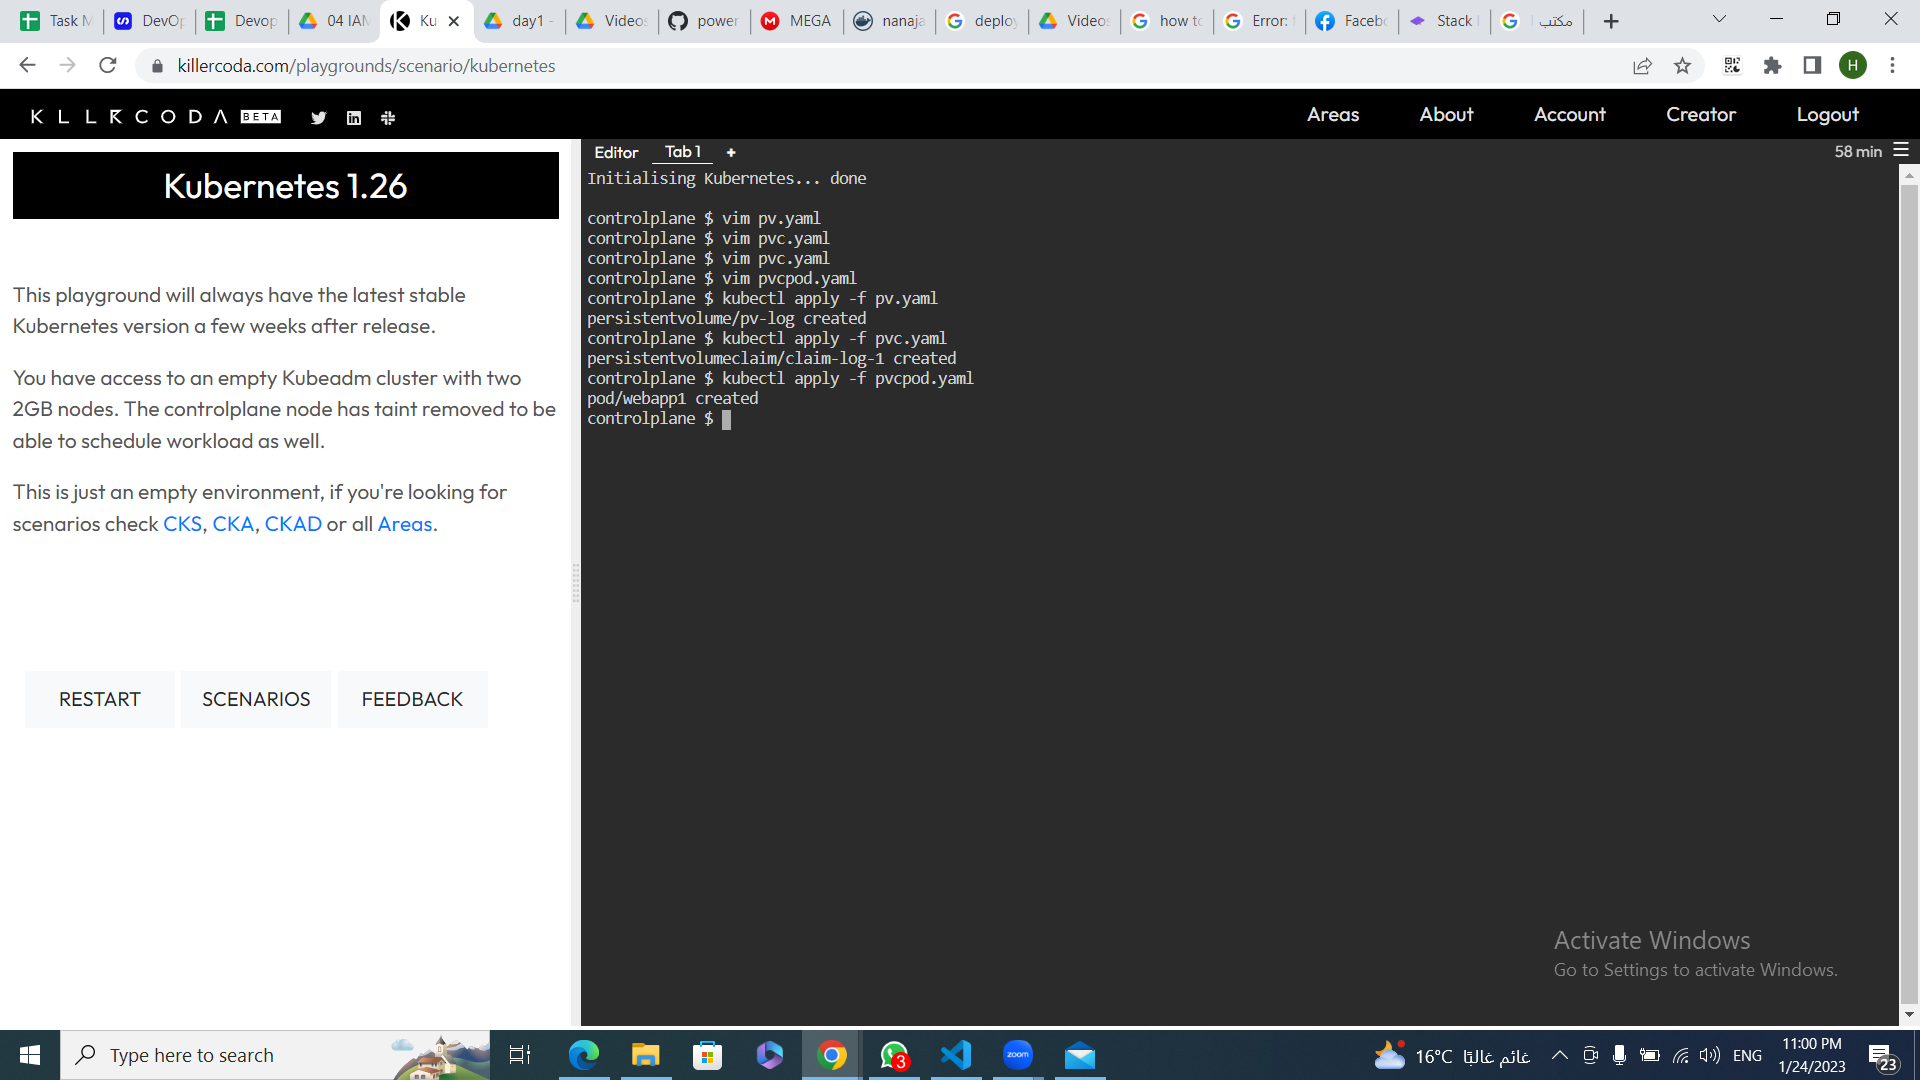 Task M
DevOp
Devop
04 IAM
Ku
day1 -
Videos
power
MEGA
nanaja
deploy
Videos
how to
Error:
Facebo
Stack
مكتب
killercoda.com/playgrounds/scenario/kubernetes
H
KLLRCODA BETA
Areas
About
Account
Creator
Logout
Kubernetes 1.26
This playground will always have the latest stable
Kubernetes version a few weeks after release.
You have access to an empty Kubeadm cluster with two
2GB nodes. The controlplane node has taint removed to be
able to schedule workload as well.
This is just an empty environment, if you're looking for
scenarios check CKS, CKA, CKAD or all Areas.
RESTART
SCENARIOS
FEEDBACK
Editor
Tab 1
+
58 min
Initialising Kubernetes... done
controlplane $ vim pv.yaml
controlplane $ vim pvc.yaml
controlplane $ vim pvc.yaml
controlplane $ vim pvcpod.yaml
controlplane $ kubectl apply -f pv.yaml
persistentvolume/pv-log created
controlplane $ kubectl apply -f pvc.yaml
persistentvolumeclaim/claim-log-1 created
controlplane $ kubectl apply -f pvcpod.yaml
pod/webapp1 created
controlplane $
Activate Windows
Go to Settings to activate Windows.
Type here to search
zoom
3
16°C غائم غالبًا
ENG
11:00 PM
1/24/2023
23